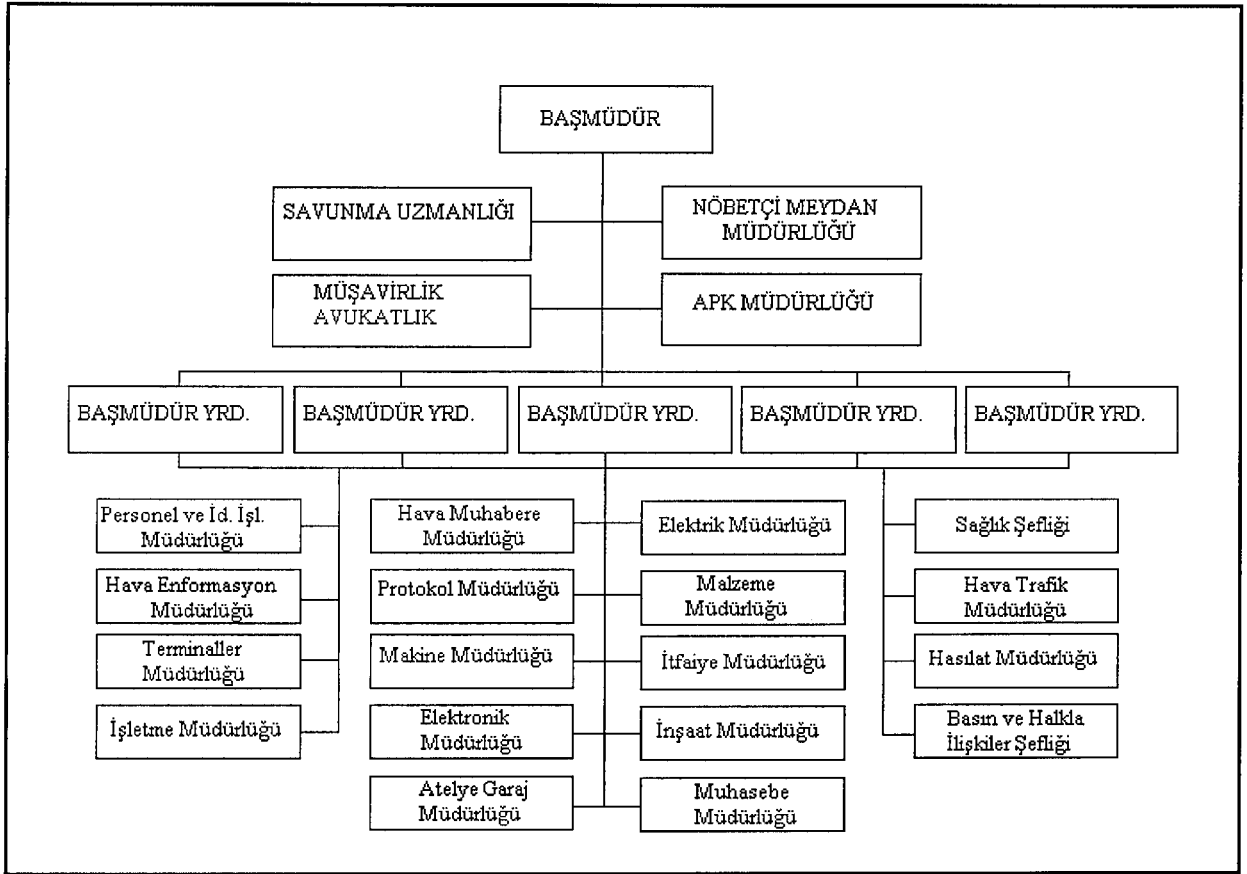 BAŞMÜDÜR
SAVUNMA UZMANLIĞI
NÖBETÇİ MEYDAN
MÜDÜRLÜĞÜ
MÜŞAVİRLİK
AVUKATLIK
APK MÜDÜRLÜĞÜ
BAŞMÜDÜR YRD.
BAŞMÜDÜR YRD.
BAŞMÜDÜR YRD.
BAŞMÜDÜR YRD.
BAŞMÜDÜR YRD.
Personel ve İd. İşl.
Müdürlüğü
Hava Muhabere
Müdürlüğü
Elektrik Müdürlüğü
Sağlık Şefliği
Hava Enformasyon
Müdürlüğü
Protokol Müdürlüğü
Malzeme
Müdürlüğü
Hava Trafik
Müdürlüğü
Terminaller
Müdürlüğü
Makine Müdürlüğü
İtfaiye Müdürlüğü
Hasılat Müdürlüğü
İşletme Müdürlüğü
Elektronik
Müdürlüğü
İnşaat Müdürlüğü
Basın ve Halkla
İlişkiler Şefliği
Atelye Garaj
Müdürlüğü
Muhasebe
Müdürlüğü